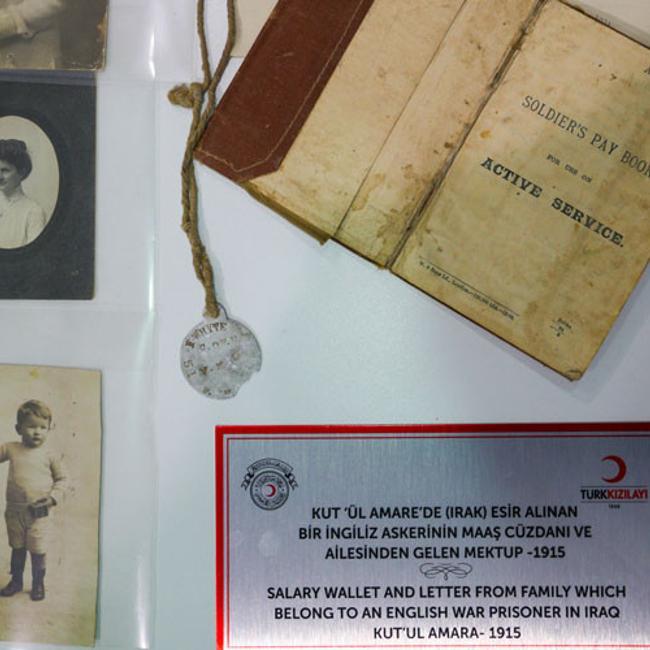 SOLDIER'S PAY BOOK
FOR USE ON
ACTIVE SERVICE.
WHITE
TÜRKKIZILAYI
1868
KUT 'ÜL AMARE'DE (IRAK) ESİR ALINAN
BİR İNGİLİZ ASKERİNİN MAAŞ CÜZDANI VE
AİLESİNDEN GELEN MEKTUP -1915
SALARY WALLET AND LETTER FROM FAMILY WHICH
BELONG TO AN ENGLISH WAR PRISONER IN IRAQ
KUT'UL AMARA- 1915